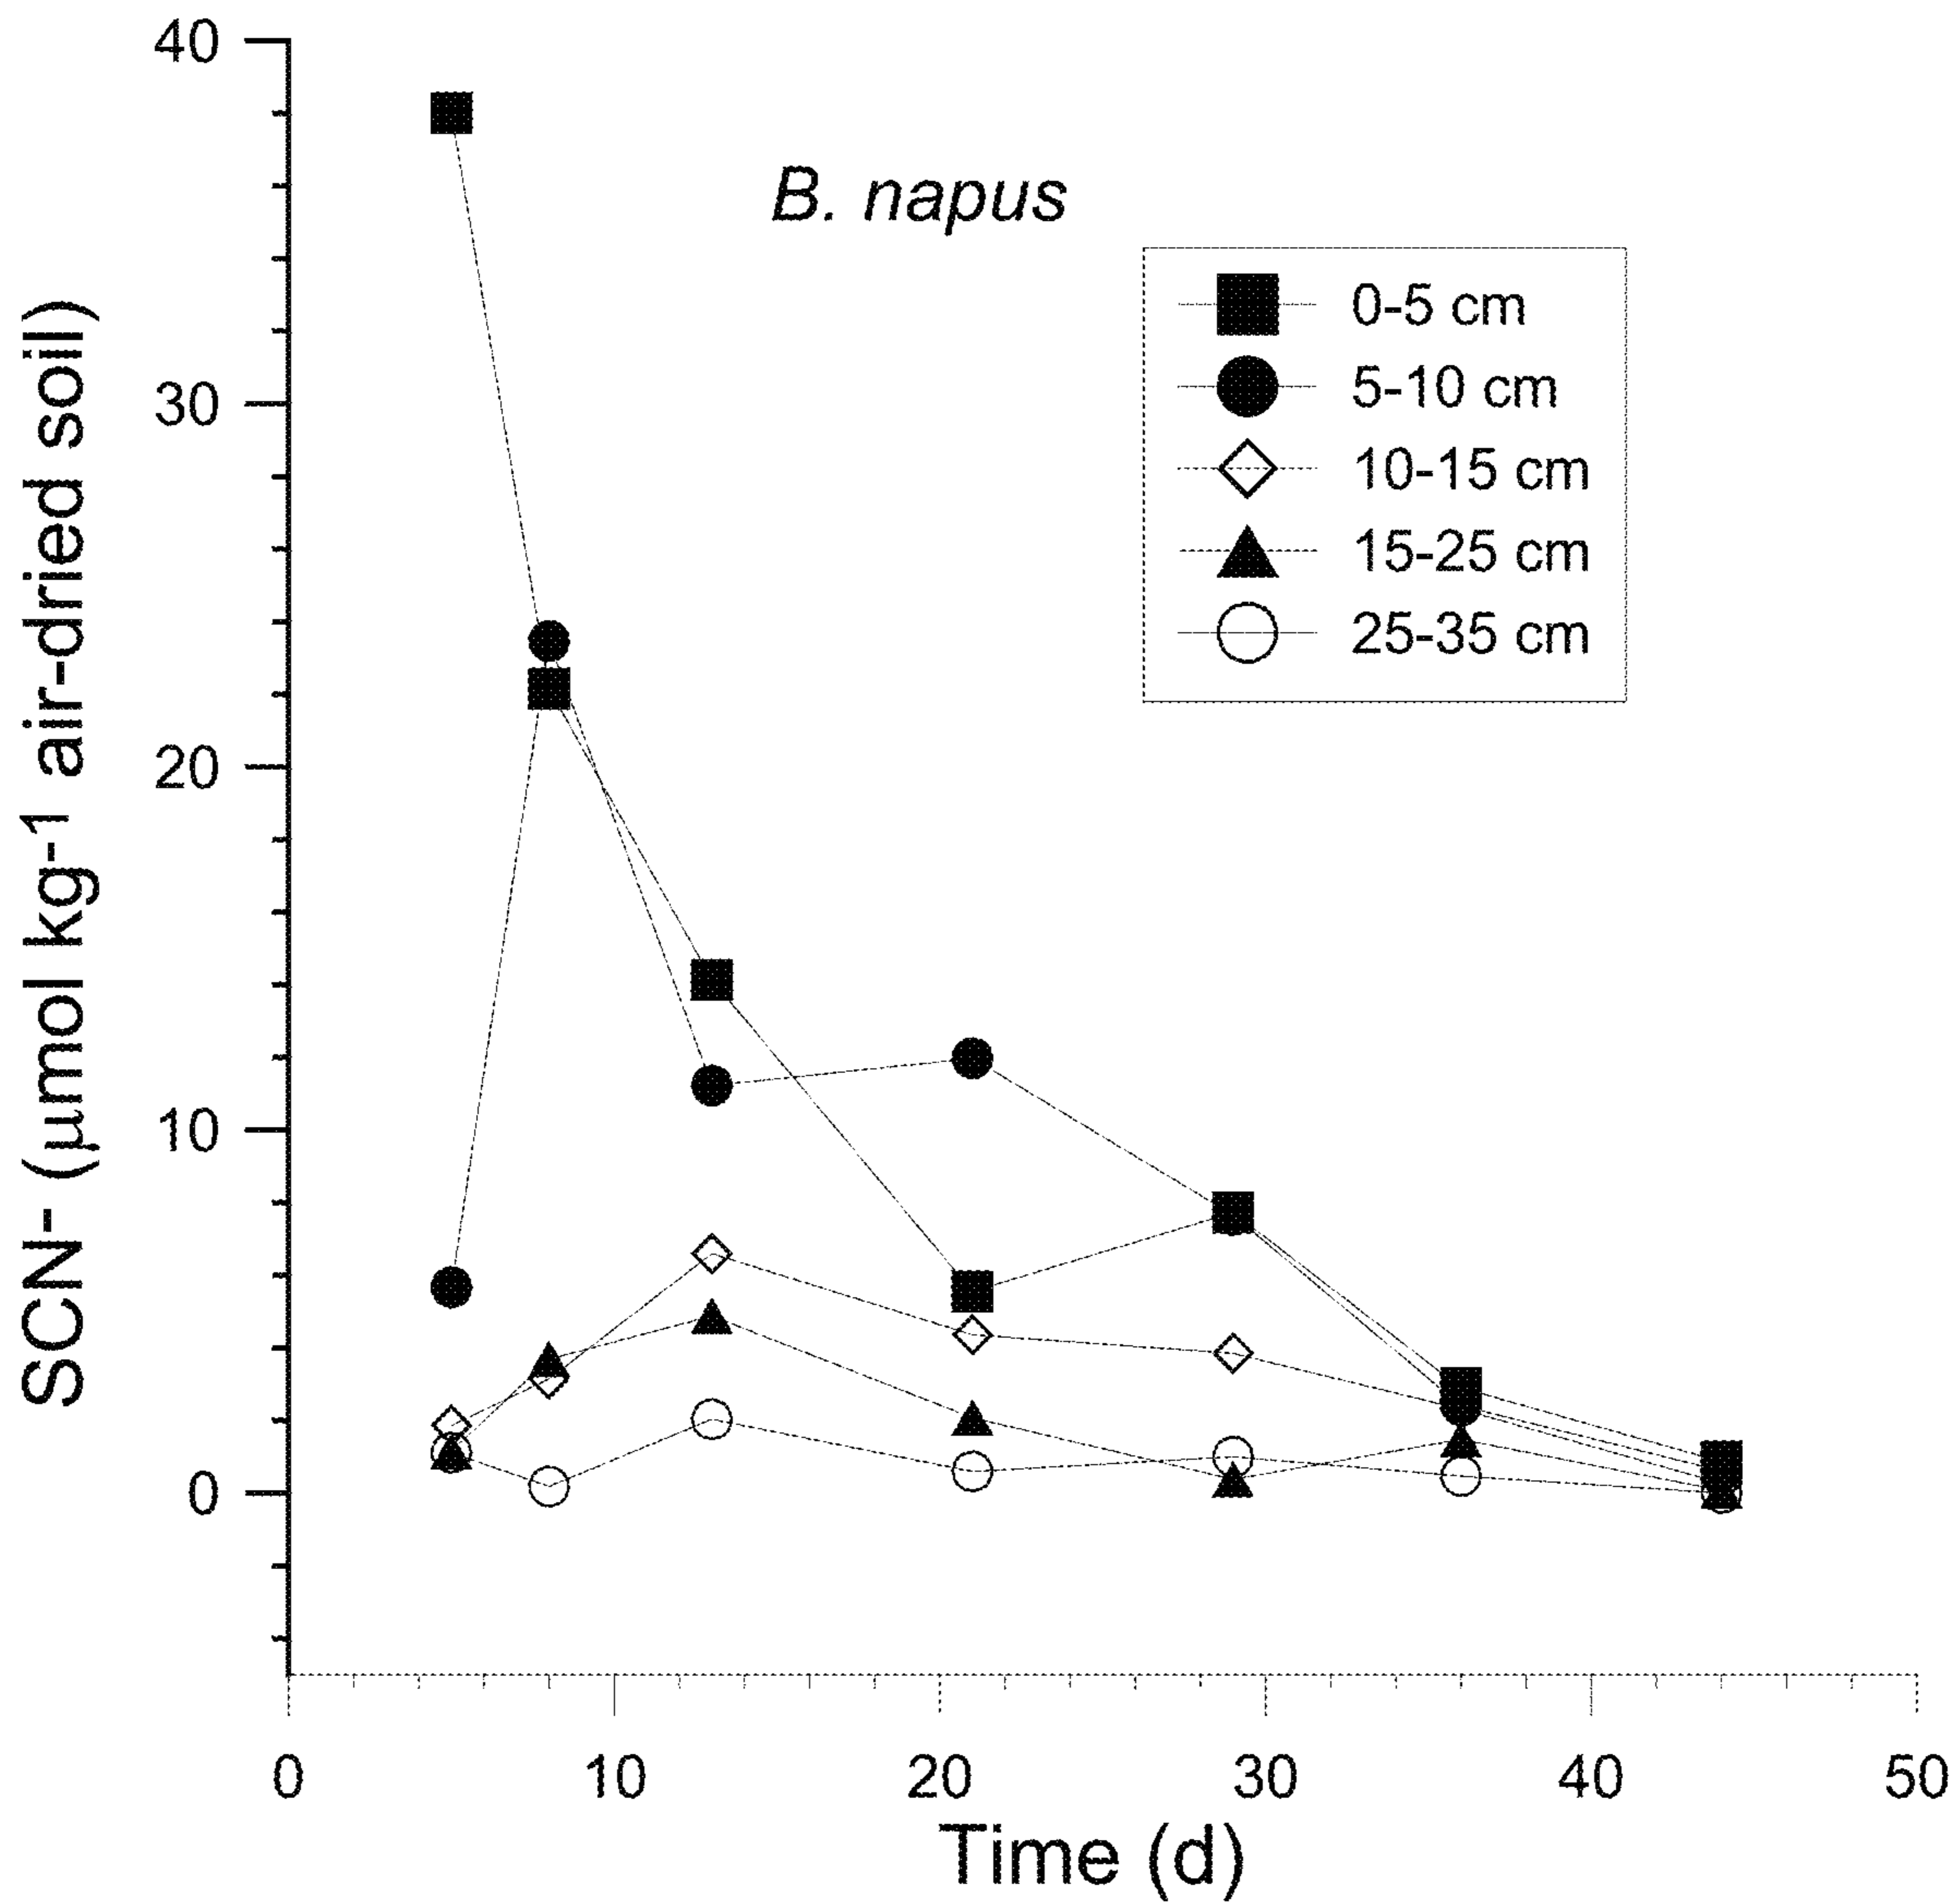 SCN- (µmol kg-1 air-dried soil)
40
30
20
10
0
B. napus
0-5 cm
5-10 cm
10-15 cm
15-25 cm
25-35 cm
0 10 20 30 40 50
Time (d)